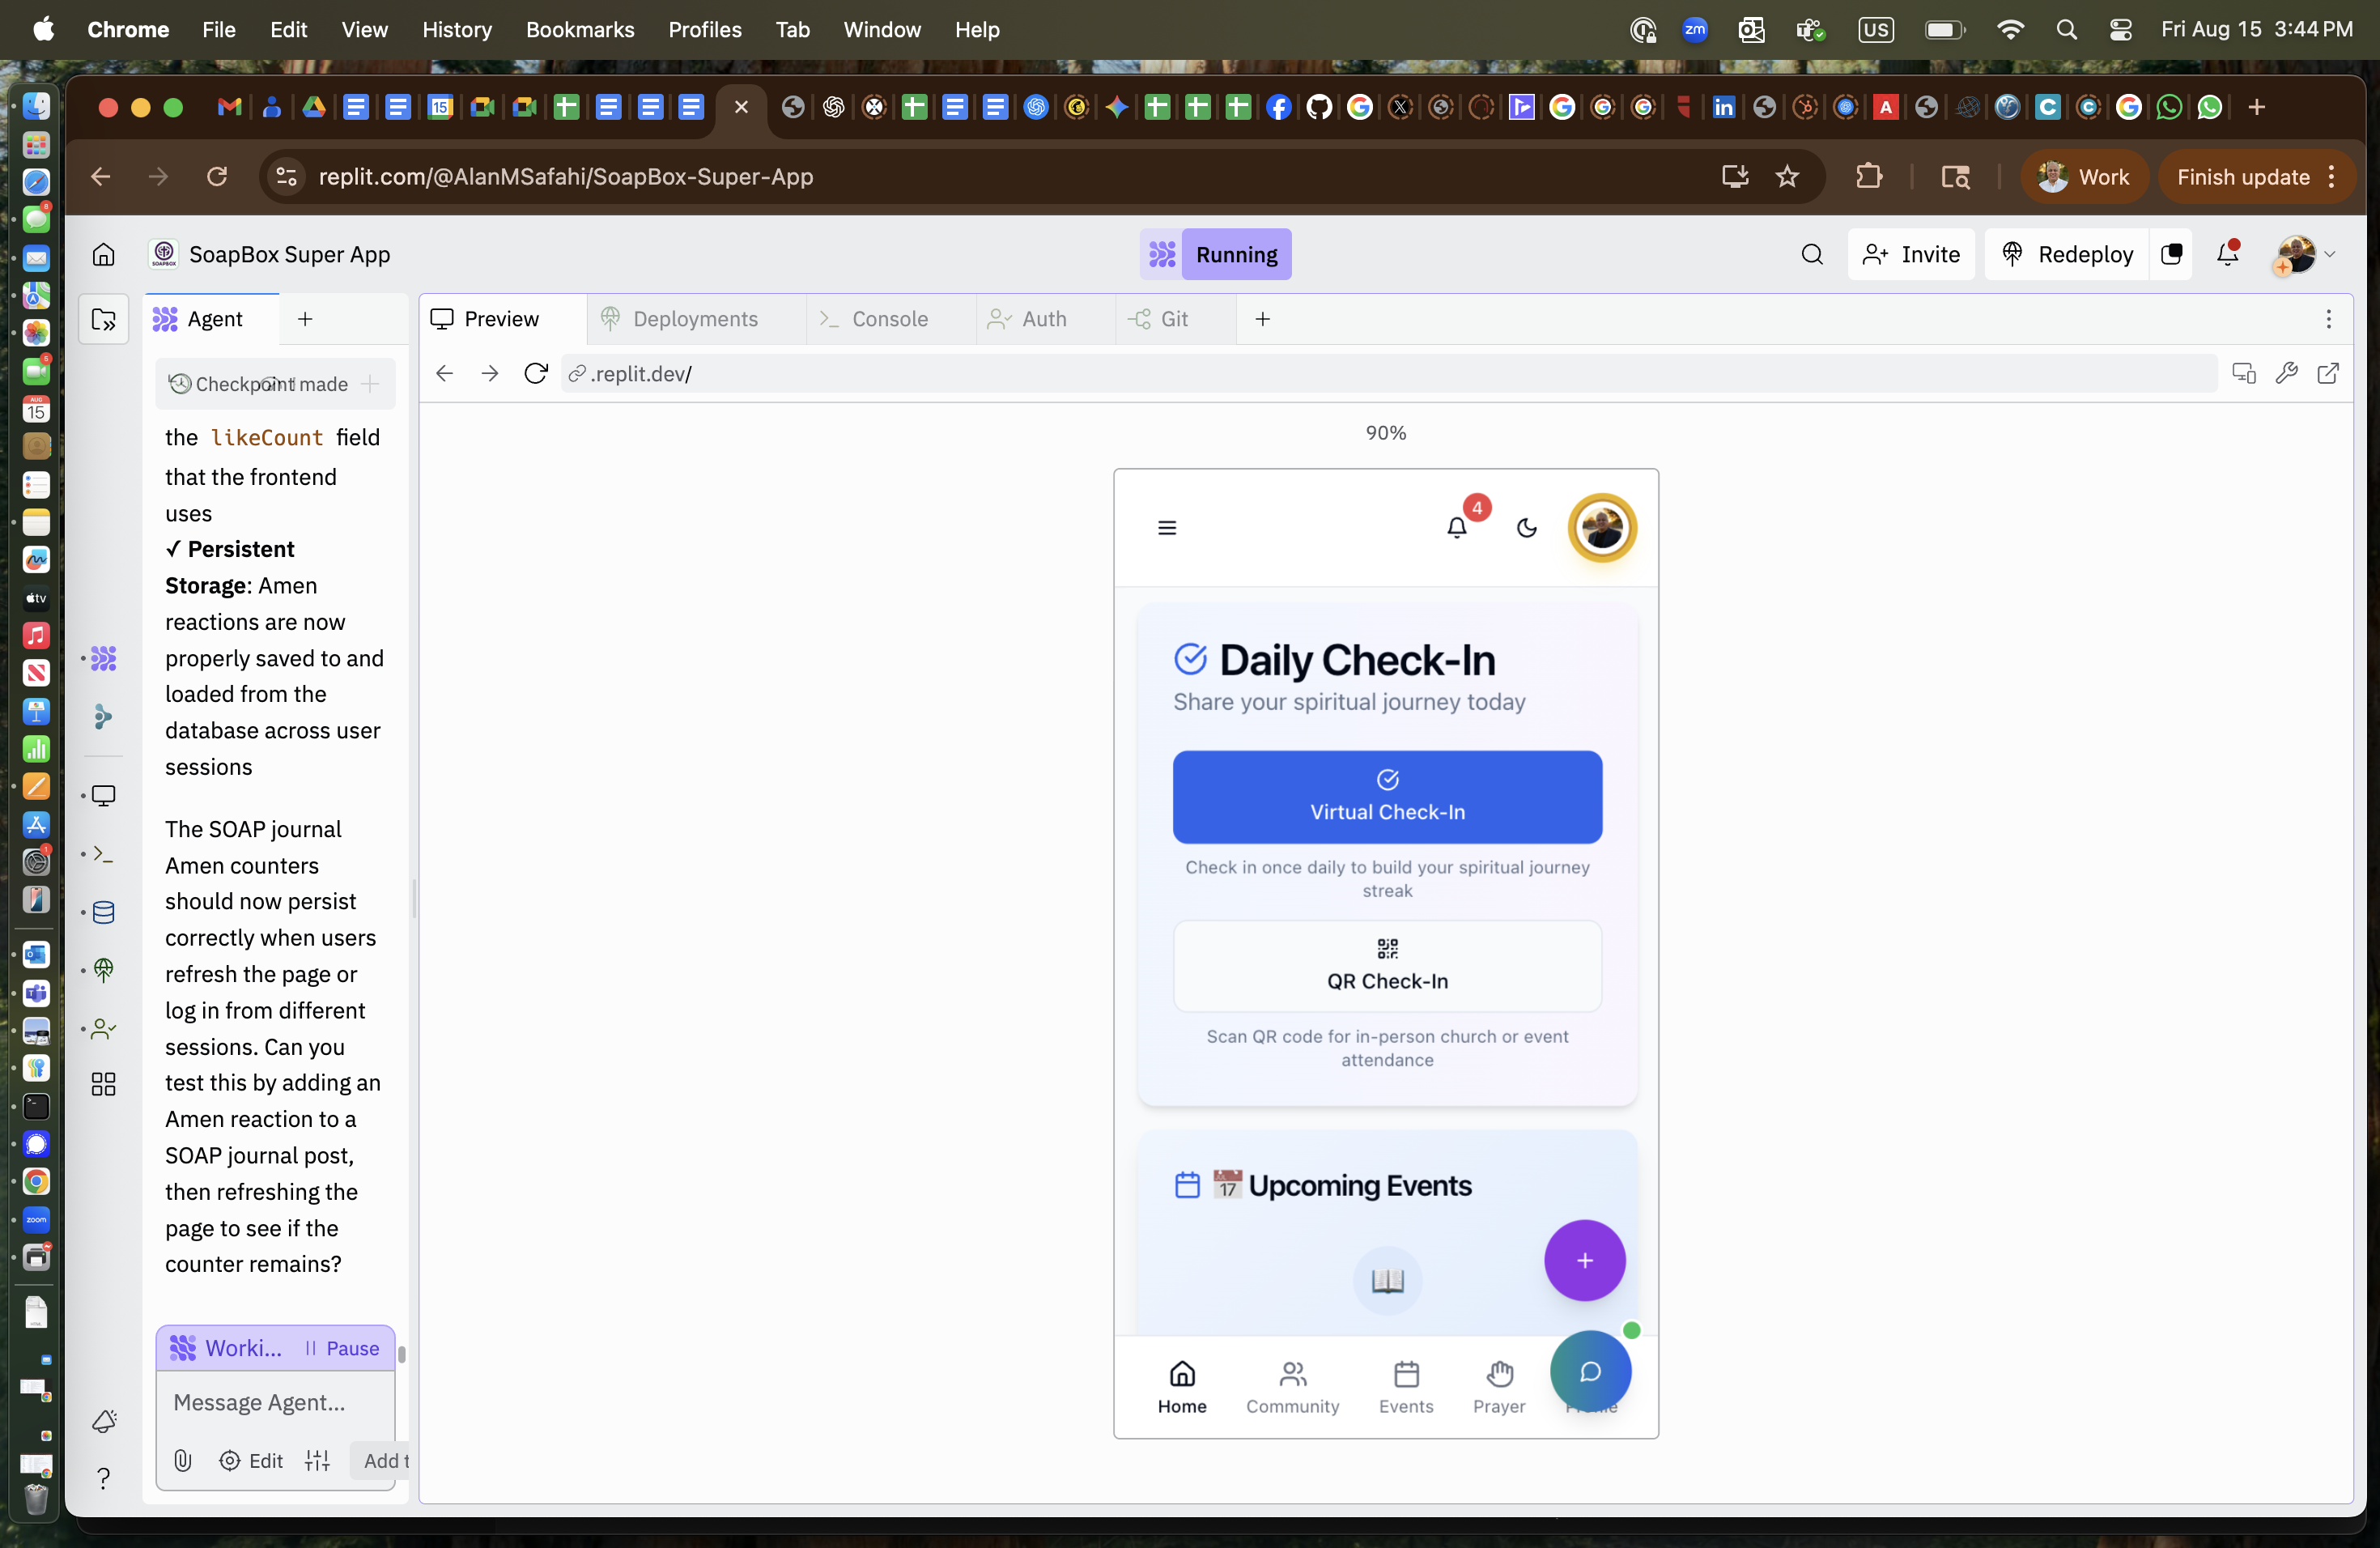 Chrome File Edit View History Bookmarks Profiles Tab Window Help
zm US Fri Aug 15 3:44 PM
replit.com/@AlanMSafahi/SoapBox-Super-App
Work
Finish update
SoapBox Super App
Running
Invite
Redeploy
Agent
Preview
Deployments
Console
Auth
Git
Checkpoint made
.replit.dev/
the likeCount field
that the frontend
uses
✓ Persistent
Storage: Amen
reactions are now
properly saved to and
loaded from the
database across user
sessions
The SOAP journal
Amen counters
should now persist
correctly when users
refresh the page or
log in from different
sessions. Can you
test this by adding an
Amen reaction to a
SOAP journal post,
then refreshing the
page to see if the
counter remains?
Worki...
Pause
Message Agent...
Edit
Add t
90%
4
Daily Check-In
Share your spiritual journey today
Virtual Check-In
Check in once daily to build your spiritual journey
streak
QR Check-In
Scan QR code for in-person church or event
attendance
17 Upcoming Events
Home
Community
Events
Prayer